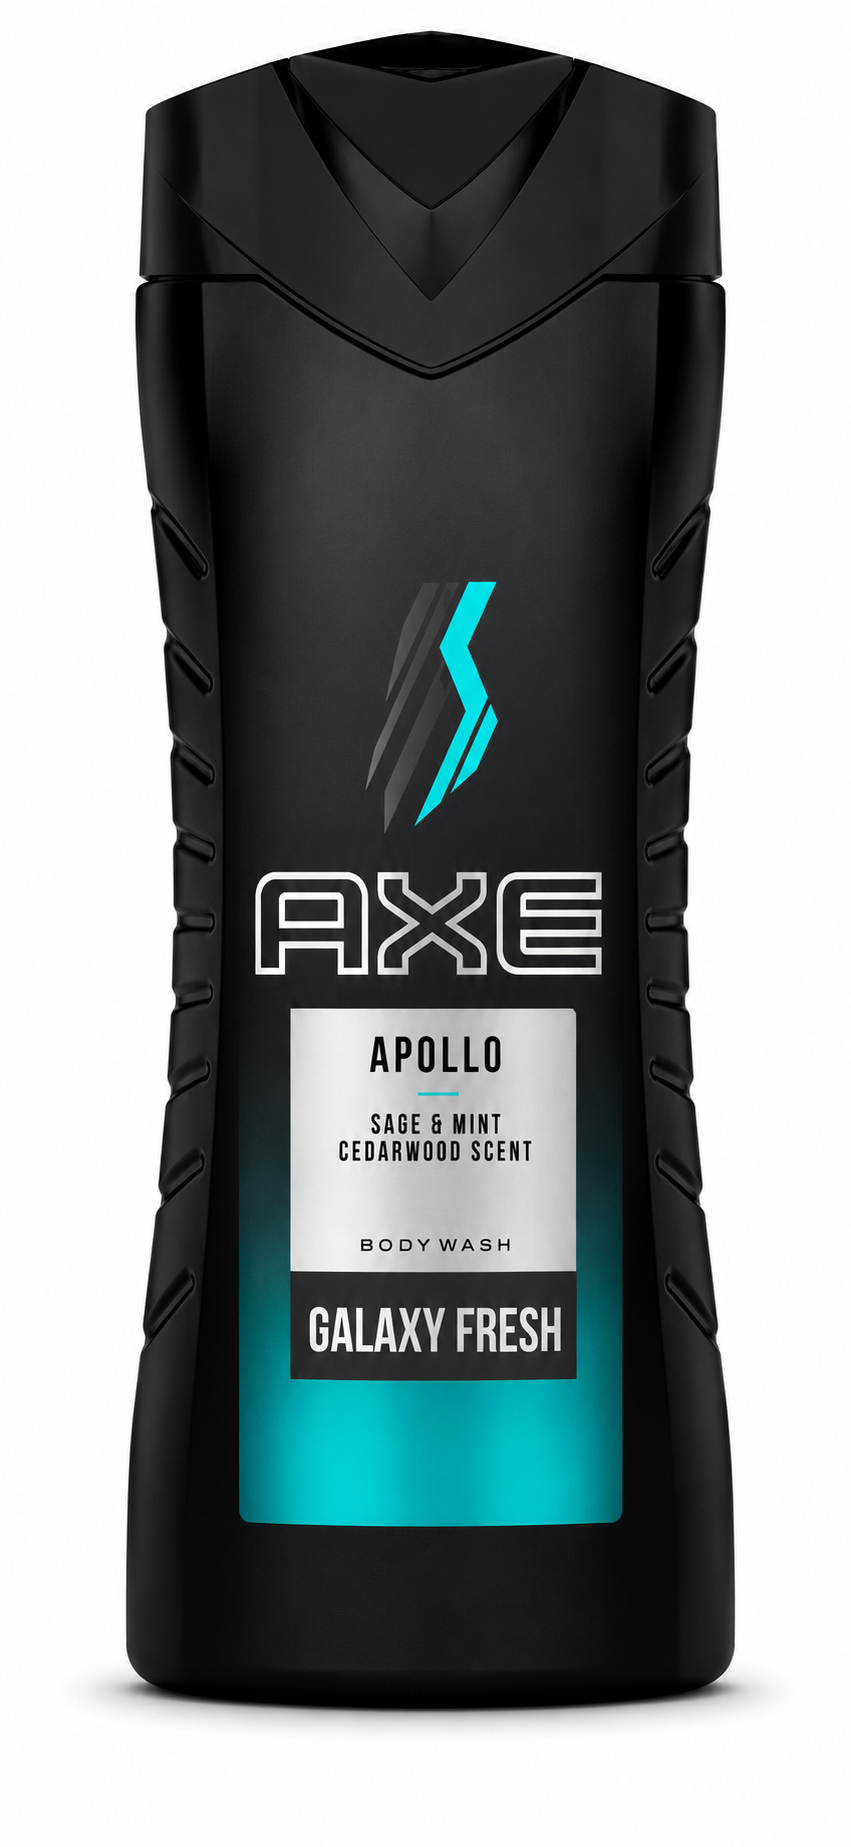 AXE
APOLLO
SAGE & MINT
CEDARWOOD SCENT
BODY WASH
GALAXY FRESH